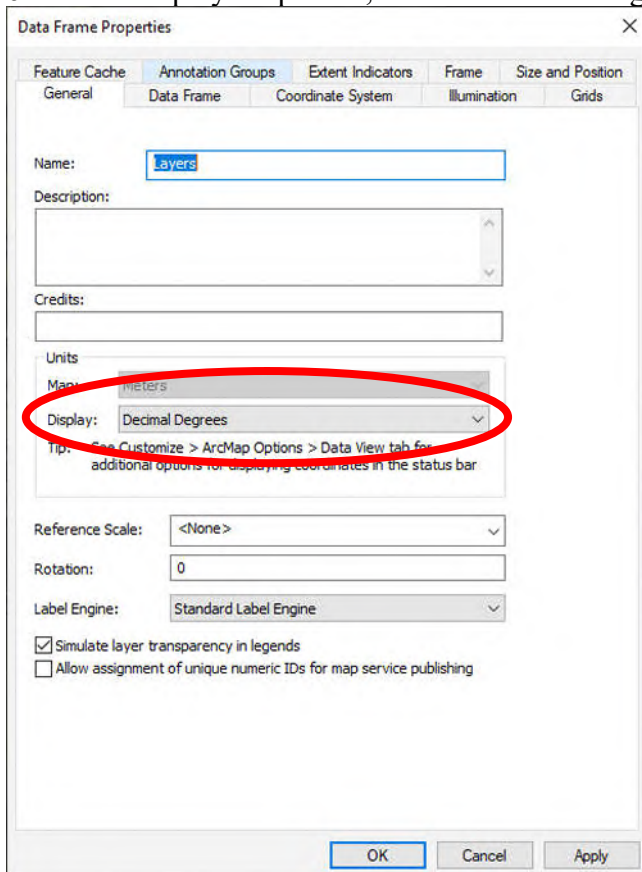 Data Frame Properties
Feature Cache Annotation Groups Extent Indicators Frame Size and Position
General Data Frame Coordinate System Illumination Grids
Name: Layers
Description:
Credits:
Units
Map: Meters
Display: Decimal Degrees
Tip: See Customize > ArcMap Options > Data View tab for
additional options for displaying coordinates in the status bar
Reference Scale: <None>
Rotation: 0
Label Engine: Standard Label Engine
Simulate layer transparency in legends
Allow assignment of unique numeric IDs for map service publishing
OK Cancel Apply